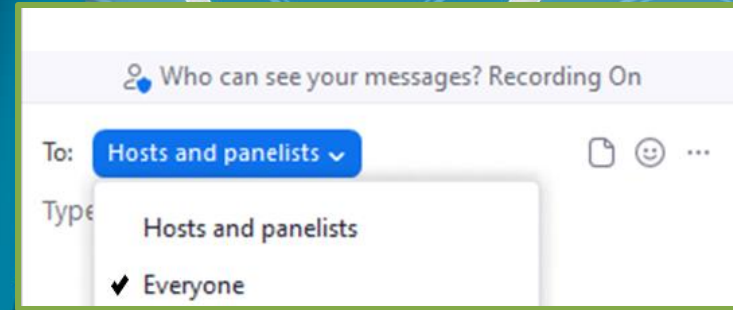 Who can see your messages? Recording On
To: Hosts and panelists
Type
Hosts and panelists
Everyone